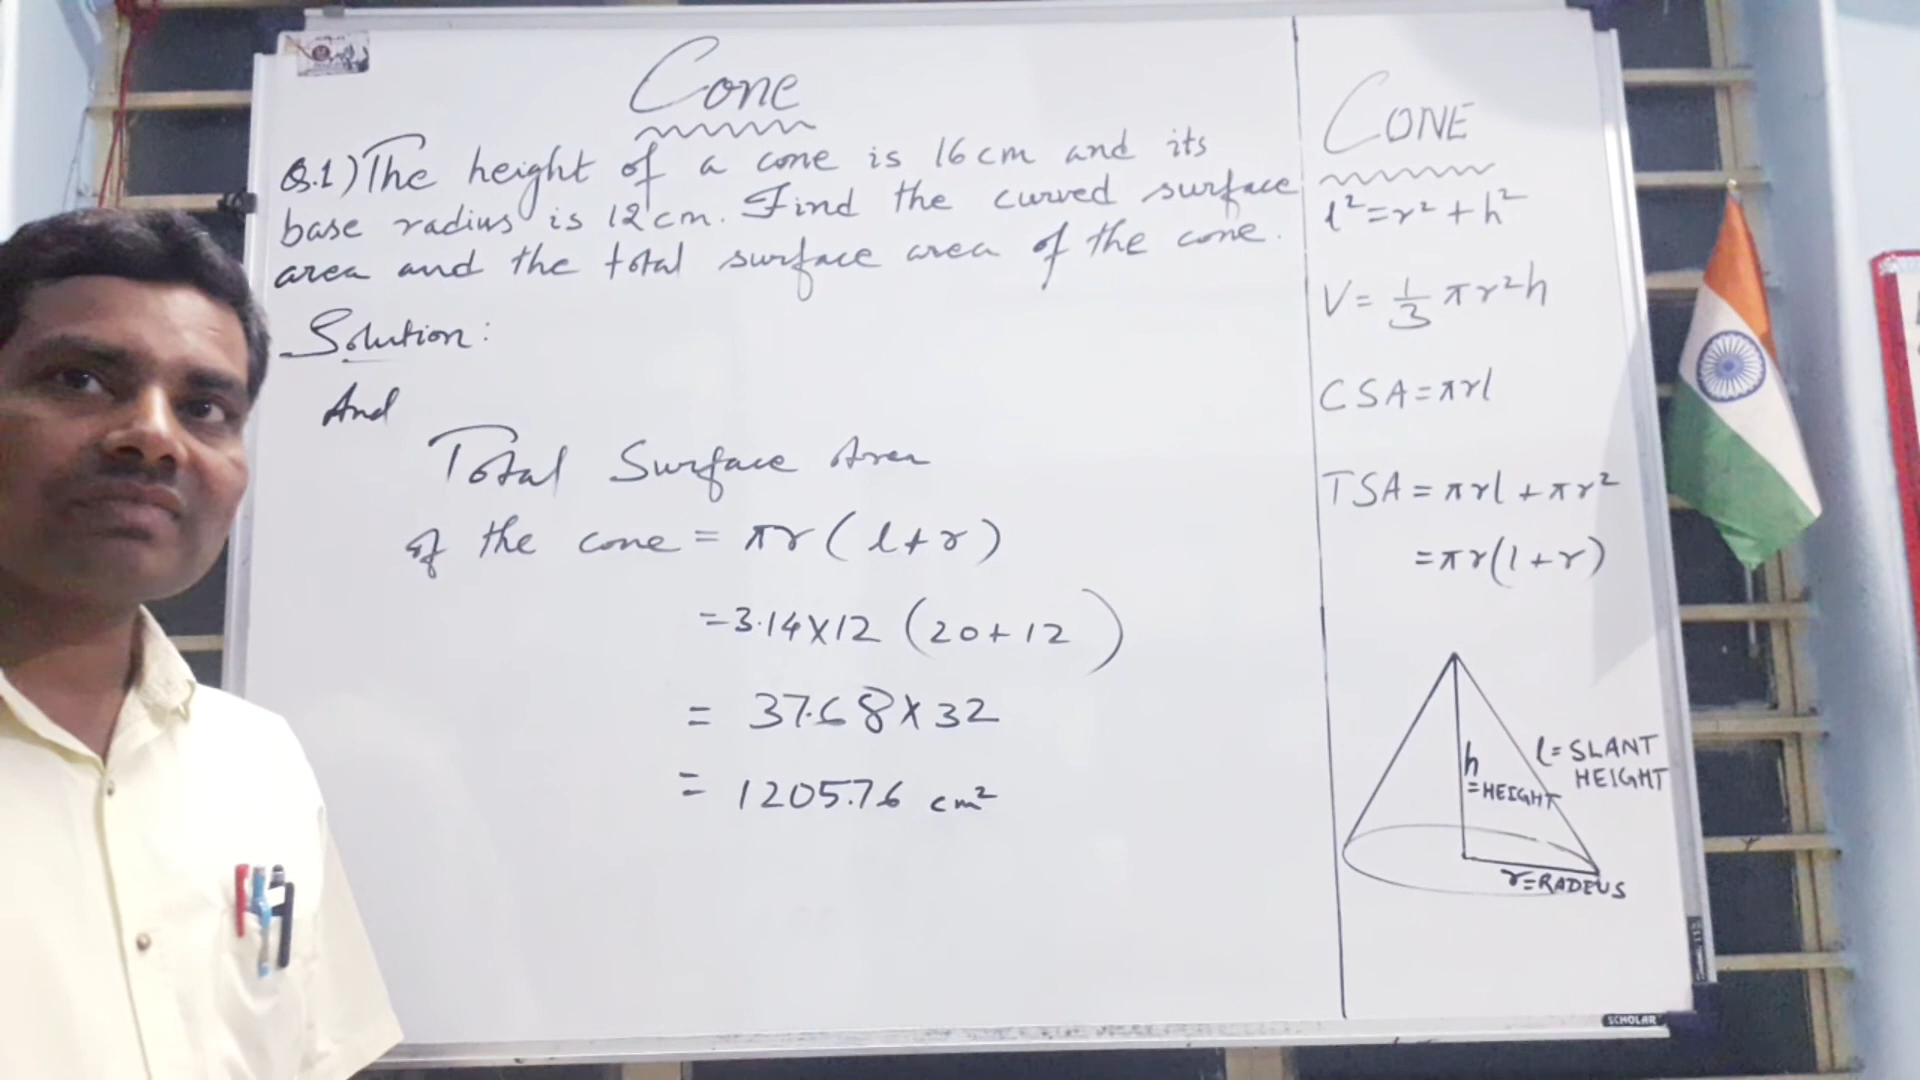 Cone
Q.1) The height of a cone is 16 cm and its
base radius is 12 cm. Find the curved surface
area and the total surface area of the cone.
Solution:
And
Total Surface Area
of the cone = πr ( l+r )
= 3.14 X 12 ( 20 + 12 )
= 37.68 X 32
= 1205.76 cm²
CONE
l² = r² + h²
V = 1/3 πr²h
CSA = πrl
TSA = πrl + πr²
= πr(l + r)
h
= HEIGHT
l = SLANT
HEIGHT
r = RADEUS
SCHOLAR